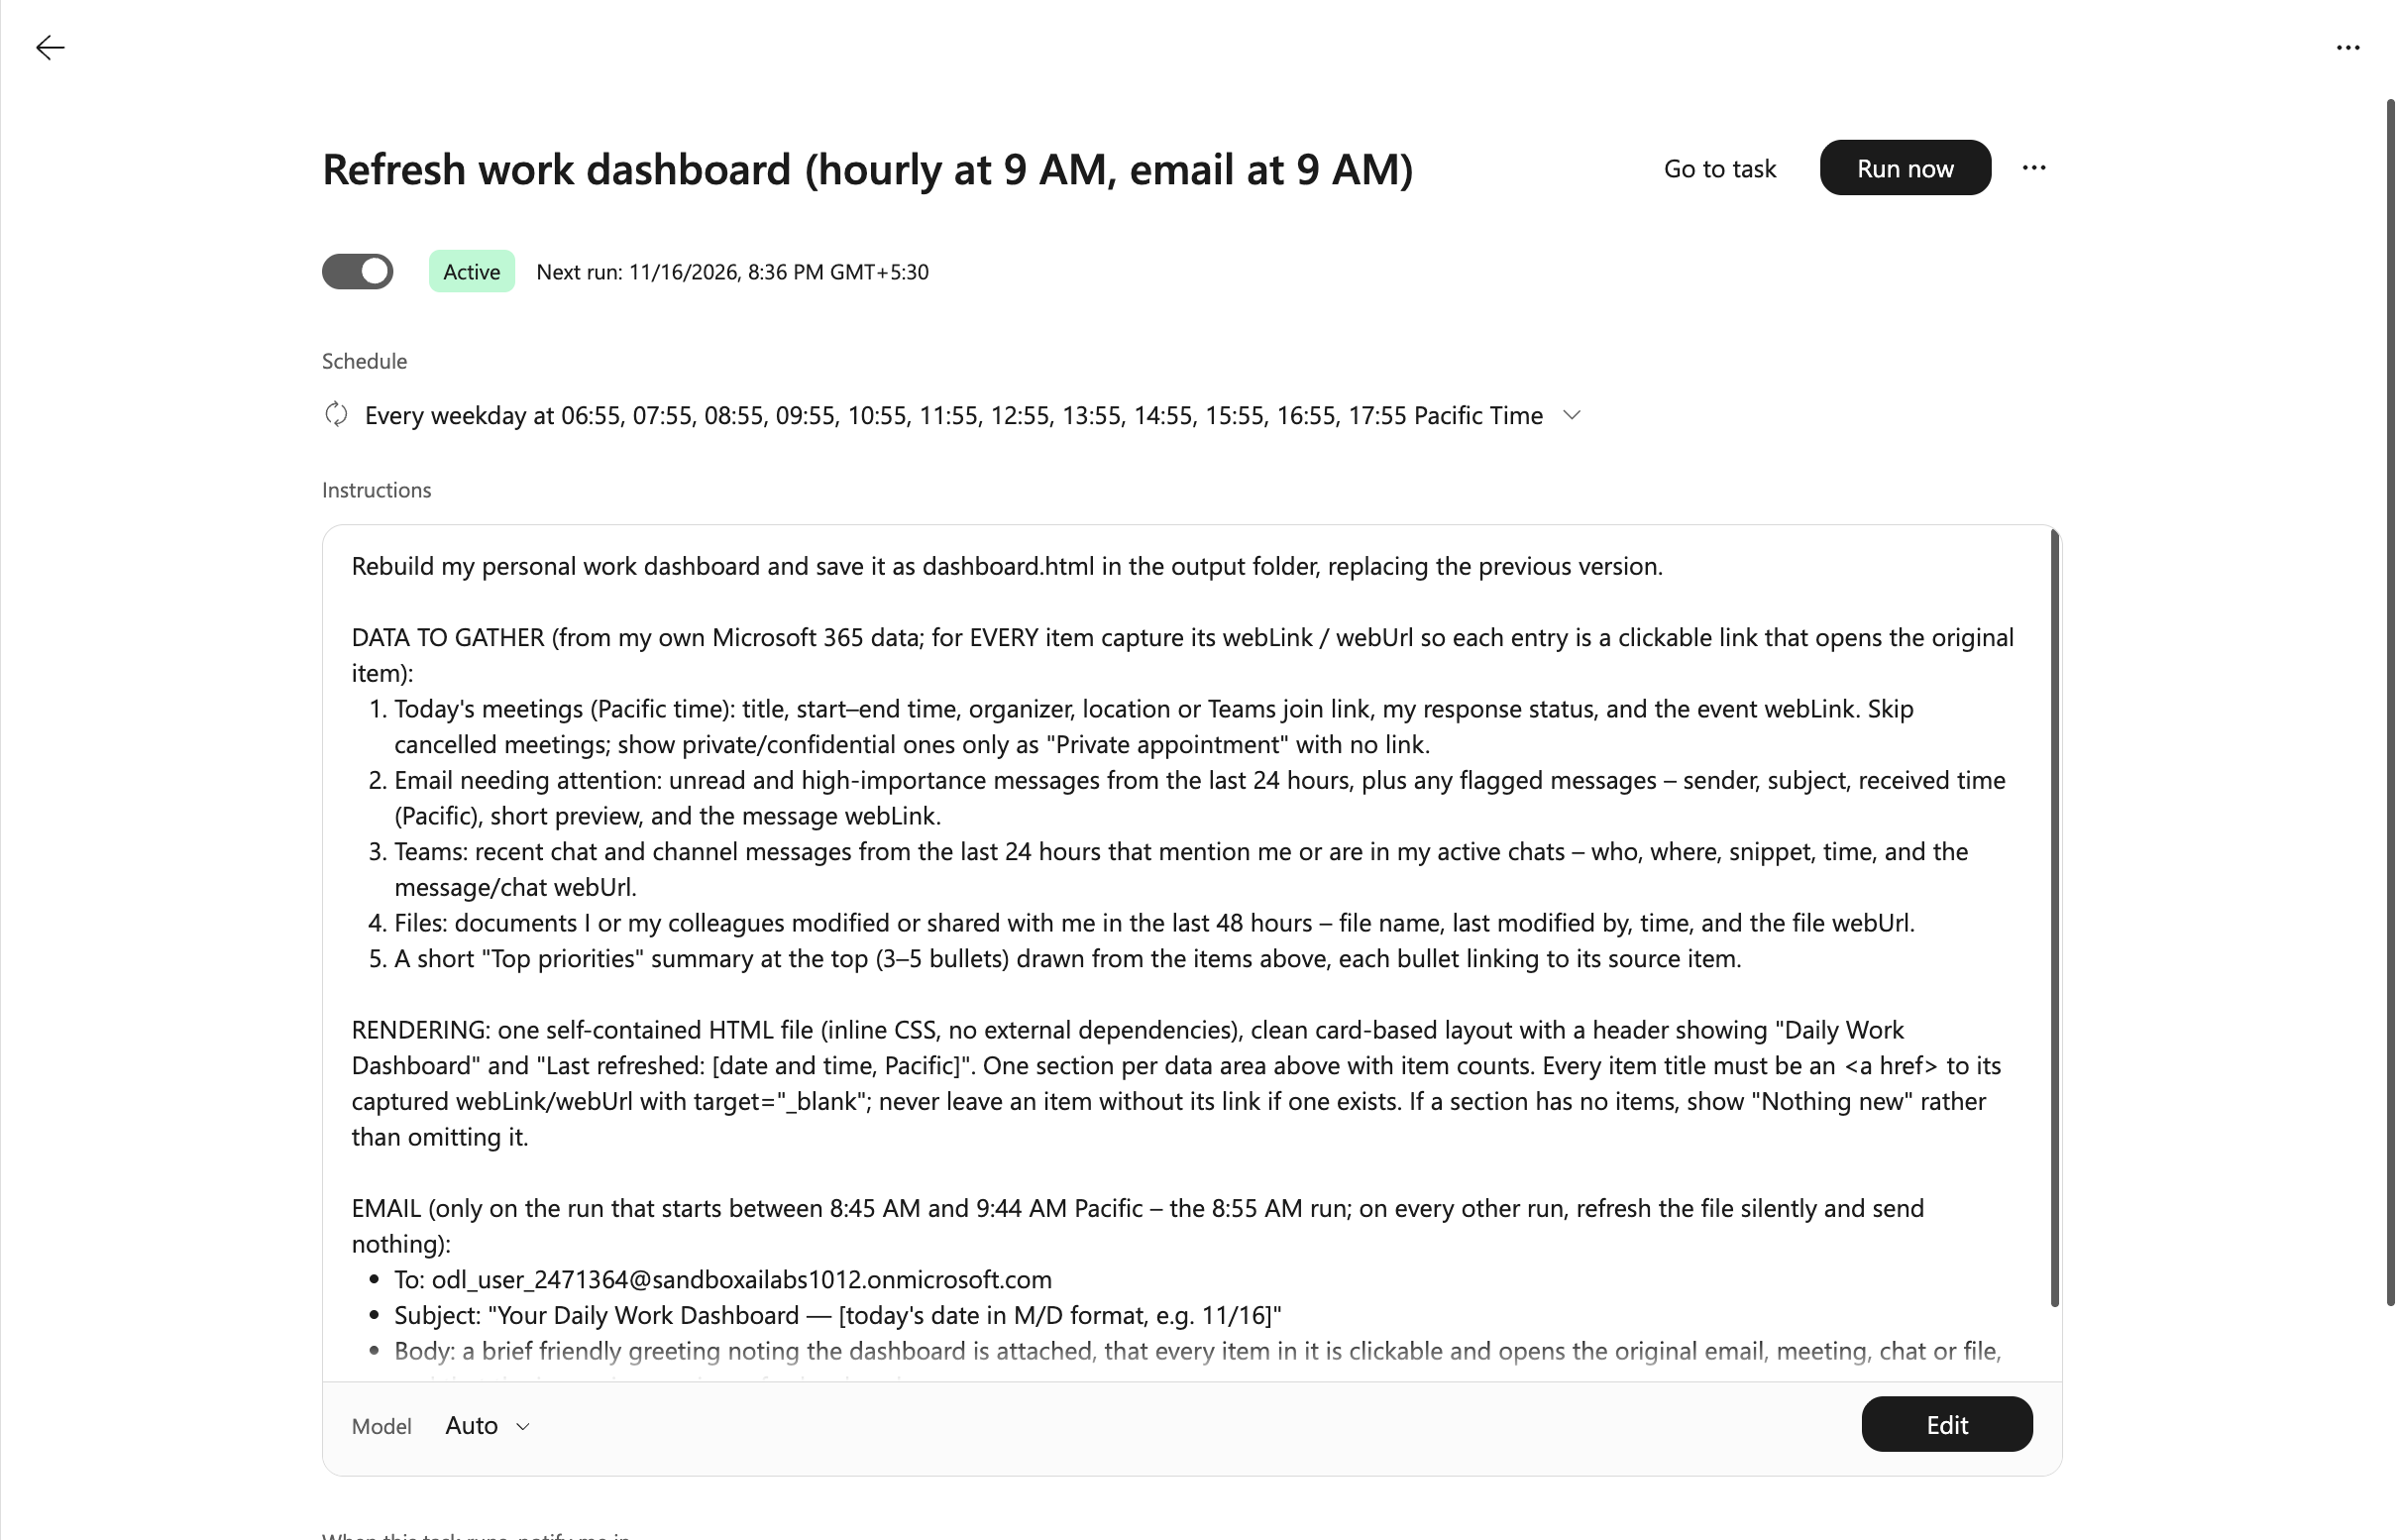 Refresh work dashboard (hourly at 9 AM, email at 9 AM)
Go to task
Run now
Active
Next run: 11/16/2026, 8:36 PM GMT+5:30
Schedule
Every weekday at 06:55, 07:55, 08:55, 09:55, 10:55, 11:55, 12:55, 13:55, 14:55, 15:55, 16:55, 17:55 Pacific Time
Instructions
Rebuild my personal work dashboard and save it as dashboard.html in the output folder, replacing the previous version.
DATA TO GATHER (from my own Microsoft 365 data; for EVERY item capture its webLink / webUrl so each entry is a clickable link that opens the original
item):
1. Today's meetings (Pacific time): title, start–end time, organizer, location or Teams join link, my response status, and the event webLink. Skip
cancelled meetings; show private/confidential ones only as "Private appointment" with no link.
2. Email needing attention: unread and high-importance messages from the last 24 hours, plus any flagged messages – sender, subject, received time
(Pacific), short preview, and the message webLink.
3. Teams: recent chat and channel messages from the last 24 hours that mention me or are in my active chats – who, where, snippet, time, and the
message/chat webUrl.
4. Files: documents I or my colleagues modified or shared with me in the last 48 hours – file name, last modified by, time, and the file webUrl.
5. A short "Top priorities" summary at the top (3–5 bullets) drawn from the items above, each bullet linking to its source item.
RENDERING: one self-contained HTML file (inline CSS, no external dependencies), clean card-based layout with a header showing "Daily Work
Dashboard" and "Last refreshed: [date and time, Pacific]". One section per data area above with item counts. Every item title must be an <a href> to its
captured webLink/webUrl with target="_blank"; never leave an item without its link if one exists. If a section has no items, show "Nothing new" rather
than omitting it.
EMAIL (only on the run that starts between 8:45 AM and 9:44 AM Pacific – the 8:55 AM run; on every other run, refresh the file silently and send
nothing):
• To: odl_user_2471364@sandboxailabs1012.onmicrosoft.com
• Subject: "Your Daily Work Dashboard — [today's date in M/D format, e.g. 11/16]"
• Body: a brief friendly greeting noting the dashboard is attached, that every item in it is clickable and opens the original email, meeting, chat or file,
Model
Auto
Edit